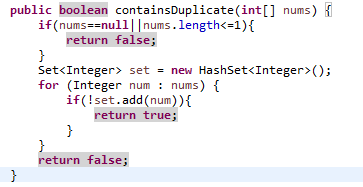 public boolean containsDuplicate(int[] nums) {
    if(nums==null||nums.length<=1){
        return false;
    }
    Set<Integer> set = new HashSet<Integer>();
    for (Integer num : nums) {
        if(!set.add(num)){
            return true;
        }
    }
    return false;
}